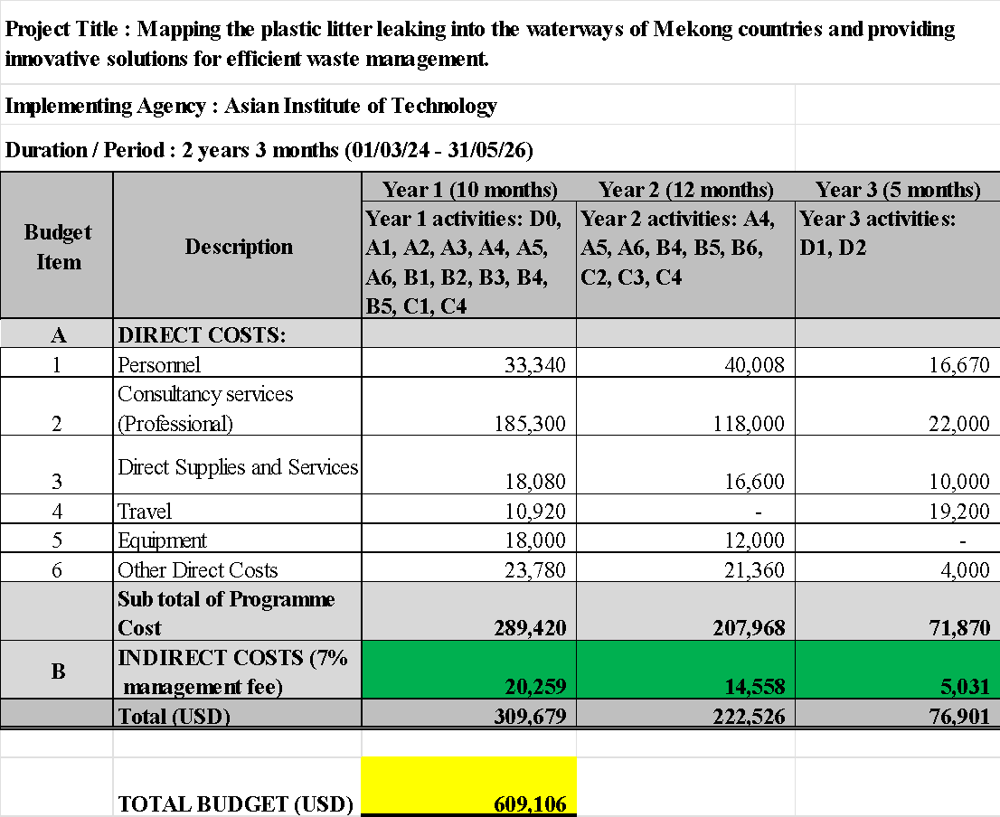 Project Title : Mapping the plastic litter leaking into the waterways of Mekong countries and providing
innovative solutions for efficient waste management.
Implementing Agency : Asian Institute of Technology
Duration / Period : 2 years 3 months (01/03/24 - 31/05/26)
Budget Item Description Year 1 (10 months) Year 2 (12 months) Year 3 (5 months)
Year 1 activities: D0, A1, A2, A3, A4, A5, A6, B1, B2, B3, B4, B5, C1, C4
Year 2 activities: A4, A5, A6, B4, B5, B6, C2, C3, C4
Year 3 activities: D1, D2
A DIRECT COSTS:
1 Personnel 33,340 40,008 16,670
2 Consultancy services (Professional) 185,300 118,000 22,000
3 Direct Supplies and Services 18,080 16,600 10,000
4 Travel 10,920 - 19,200
5 Equipment 18,000 12,000 -
6 Other Direct Costs 23,780 21,360 4,000
Sub total of Programme Cost 289,420 207,968 71,870
B INDIRECT COSTS (7% management fee) 20,259 14,558 5,031
Total (USD) 309,679 222,526 76,901
TOTAL BUDGET (USD) 609,106